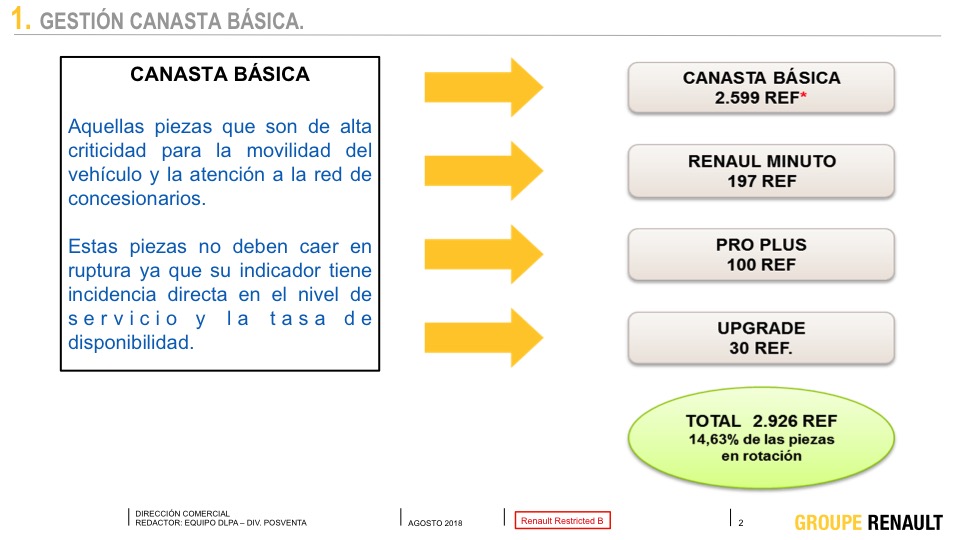 1. GESTIÓN CANASTA BÁSICA.
CANASTA BÁSICA
Aquellas piezas que son de alta
criticidad para la movilidad del
vehículo y la atención a la red de
concesionarios.
Estas piezas no deben caer en
ruptura ya que su indicador tiene
incidencia directa en el nivel de
servicio y la tasa de
disponibilidad.
CANASTA BÁSICA
2.599 REF*
RENAUL MINUTO
197 REF
PRO PLUS
100 REF
UPGRADE
30 REF.
TOTAL 2.926 REF
14,63% de las piezas
en rotación
DIRECCIÓN COMERCIAL
REDACTOR: EQUIPO DLPA – DIV. POSVENTA
AGOSTO 2018
Renault Restricted B
2
GROUPE RENAULT